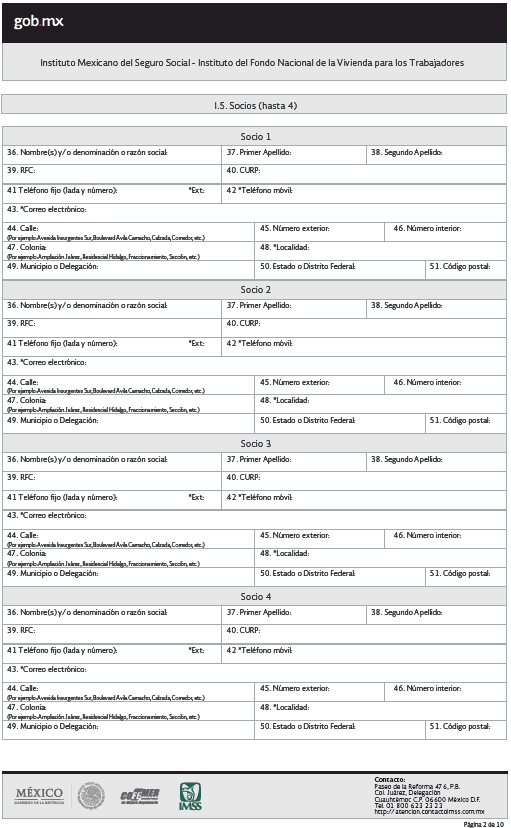 gob.mx
Instituto Mexicano del Seguro Social - Instituto del Fondo Nacional de la Vivienda para los Trabajadores
I.5. Socios (hasta 4)
Socio 1
36. Nombre(s) y/o denominación o razón social: 37. Primer Apellido: 38. Segundo Apellido:
39. RFC: 40. CURP:
41 Teléfono fijo (lada y número): *Ext: 42 *Teléfono móvil:
43. *Correo electrónico:
44. Calle: 45. Número exterior: 46. Número interior:
(Por ejemplo: Avenida Insurgentes Sur, Boulevard Avila Camacho, Calzada, Corredor, etc.)
47. Colonia: 48. *Localidad:
(Por ejemplo: Ampliación Juárez, Residencial Hidalgo, Fraccionamiento, Sección, etc.)
49. Municipio o Delegación: 50. Estado o Distrito Federal: 51. Código postal:
Socio 2
36. Nombre(s) y/o denominación o razón social: 37. Primer Apellido: 38. Segundo Apellido:
39. RFC: 40. CURP:
41 Teléfono fijo (lada y número): *Ext: 42 *Teléfono móvil:
43. *Correo electrónico:
44. Calle: 45. Número exterior: 46. Número interior:
(Por ejemplo: Avenida Insurgentes Sur, Boulevard Avila Camacho, Calzada, Corredor, etc.)
47. Colonia: 48. *Localidad:
(Por ejemplo: Ampliación Juárez, Residencial Hidalgo, Fraccionamiento, Sección, etc.)
49. Municipio o Delegación: 50. Estado o Distrito Federal: 51. Código postal:
Socio 3
36. Nombre(s) y/o denominación o razón social: 37. Primer Apellido: 38. Segundo Apellido:
39. RFC: 40. CURP:
41 Teléfono fijo (lada y número): *Ext: 42 *Teléfono móvil:
43. *Correo electrónico:
44. Calle: 45. Número exterior: 46. Número interior:
(Por ejemplo: Avenida Insurgentes Sur, Boulevard Avila Camacho, Calzada, Corredor, etc.)
47. Colonia: 48. *Localidad:
(Por ejemplo: Ampliación Juárez, Residencial Hidalgo, Fraccionamiento, Sección, etc.)
49. Municipio o Delegación: 50. Estado o Distrito Federal: 51. Código postal:
Socio 4
36. Nombre(s) y/o denominación o razón social: 37. Primer Apellido: 38. Segundo Apellido:
39. RFC: 40. CURP:
41 Teléfono fijo (lada y número): *Ext: 42 *Teléfono móvil:
43. *Correo electrónico:
44. Calle: 45. Número exterior: 46. Número interior:
(Por ejemplo: Avenida Insurgentes Sur, Boulevard Avila Camacho, Calzada, Corredor, etc.)
47. Colonia: 48. *Localidad:
(Por ejemplo: Ampliación Juárez, Residencial Hidalgo, Fraccionamiento, Sección, etc.)
49. Municipio o Delegación: 50. Estado o Distrito Federal: 51. Código postal:
MÉXICO
GOBIERNO DE LA REPÚBLICA
COFEMER
IMSS
Contacto:
Paseo de la Reforma 476, P.B.
Col. Juárez, Delegación
Cuauhtémoc C.P. 06600 México D.F.
Tel. 01 800 623 23 23
http://atencion.contactoimss.com.mx
Página 2 de 10